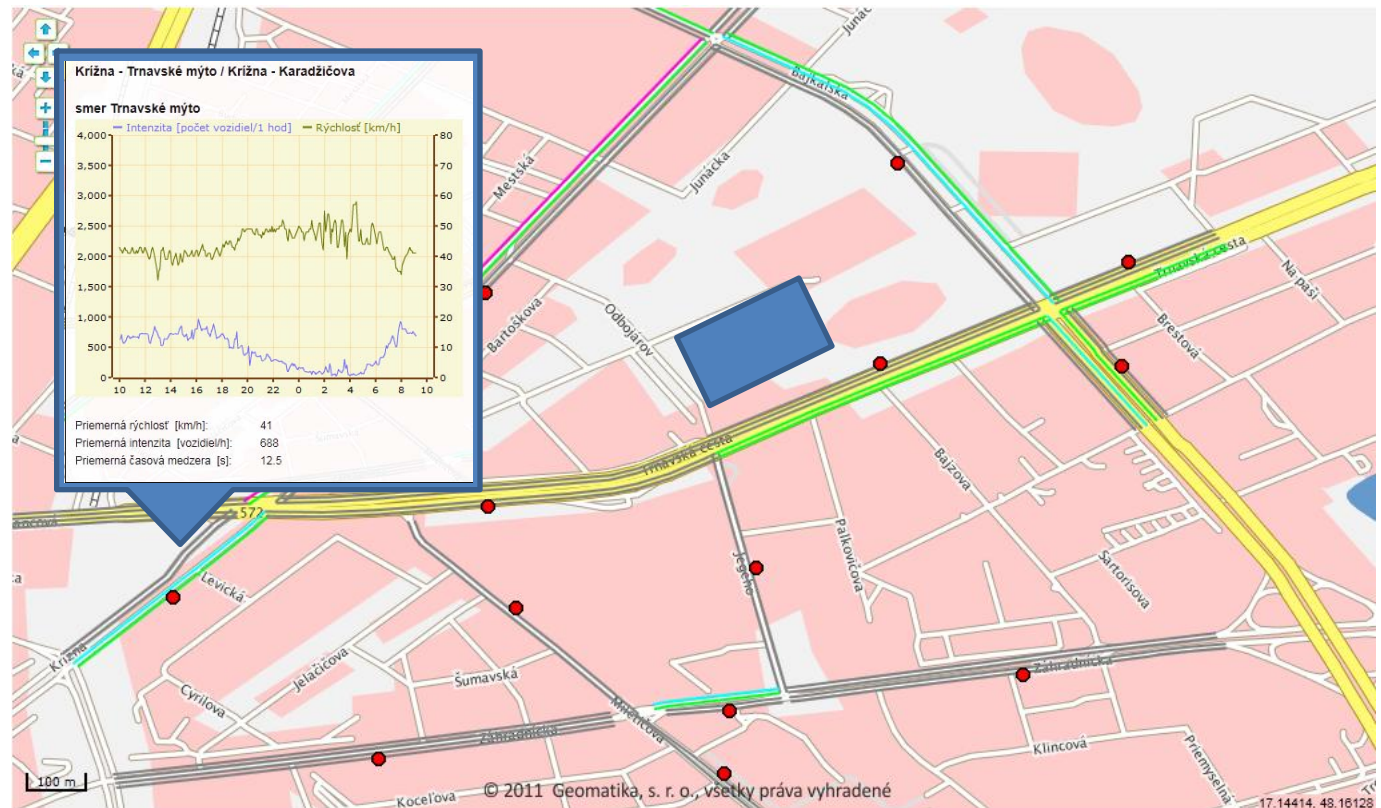 Križna - Trnavské mýto / Križna - Karadžičova
smer Trnavské mýto
Intenzita [počet vozidiel/1 hod]
Rýchlosť [km/h]
4,000
3,500
3,000
2,500
2,000
1,500
1,000
500
0
80
70
60
50
40
30
20
10
0
10 12 14 16 18 20 22 0 2 4 6 8 10
Priemerná rýchlosť [km/h]: 41
Priemerná intenzita [vozidiel/h]: 688
Priemerná časová medzera [s]: 12.5
Junácka
Bajkalská
Mestská
Junácka
Trnavská cesta
Na paši
Odbojárov
Bartoškova
Brestová
Trnavská cesta
Bajzova
572
Palkovičova
Jégého
Sartorisova
Levická
Križna
Jelačičova
Šumavská
Cyrilova
Záhradnícka
Miletičova
Záhradnícka
Klincová
Priemyselná
Koceľova
100 m
© 2011 Geomatika, s. r. o., všetky práva vyhradené
17.14414, 48.16128